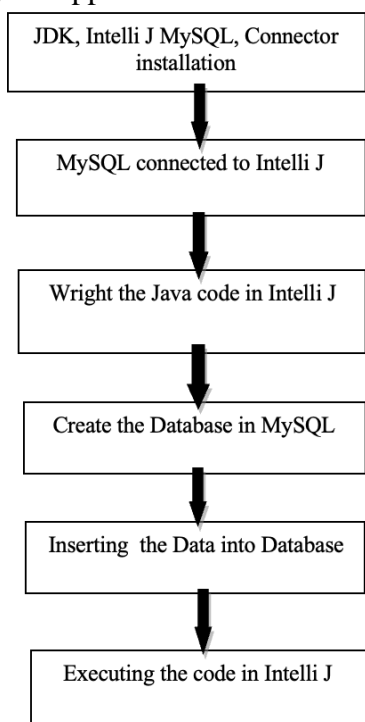 JDK, Intelli J MySQL, Connector
installation
MySQL connected to Intelli J
Wright the Java code in Intelli J
Create the Database in MySQL
Inserting the Data into Database
Executing the code in Intelli J